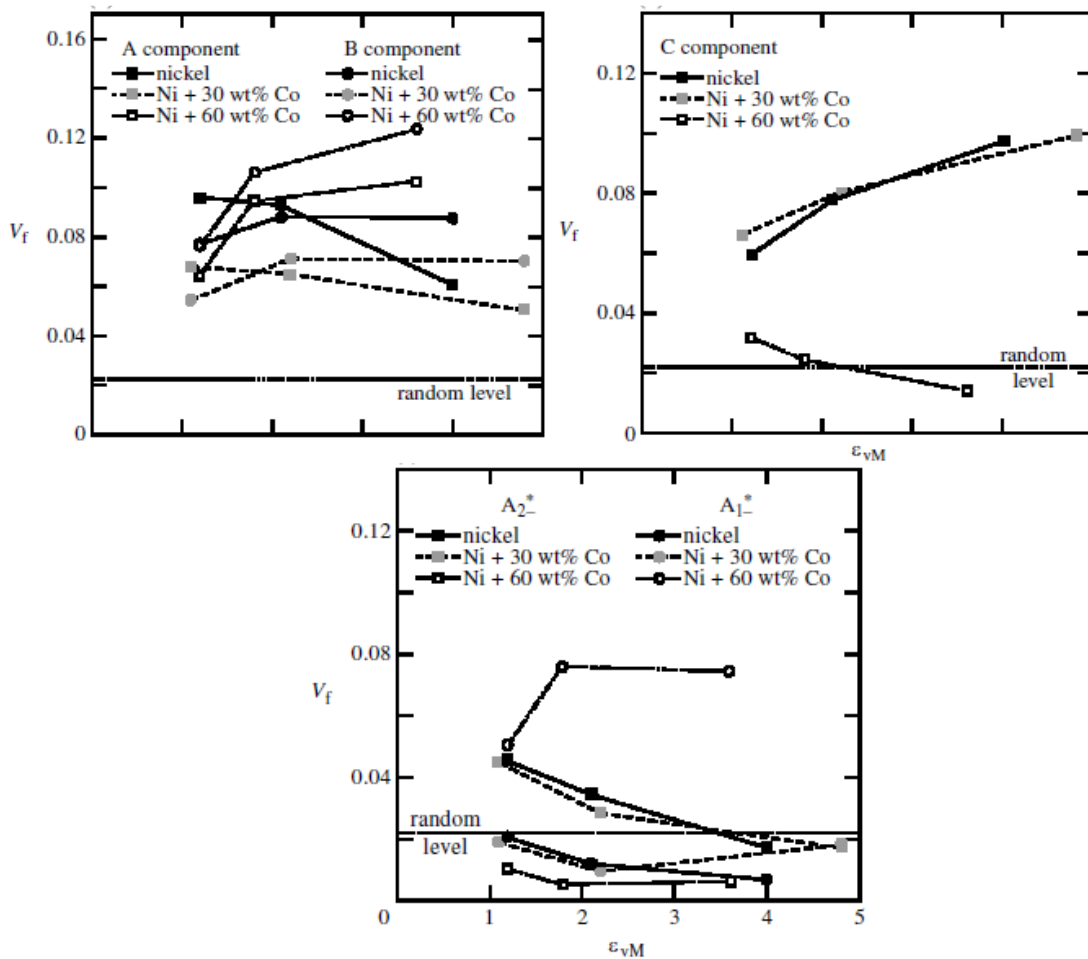 0.16
A component B component
nickel nickel
Ni + 30 wt% Co Ni + 30 wt% Co
Ni + 60 wt% Co Ni + 60 wt% Co
0.12
V_f
0.08
0.04
random level
0
C component
0.12
nickel
Ni + 30 wt% Co
Ni + 60 wt% Co
0.08
V_f
0.04
random
level
0
ε_vM
A_2-^* A_1-^*
0.12
nickel nickel
Ni + 30 wt% Co Ni + 30 wt% Co
Ni + 60 wt% Co Ni + 60 wt% Co
0.08
V_f
0.04
random
level
0 1 2 3 4 5
ε_vM